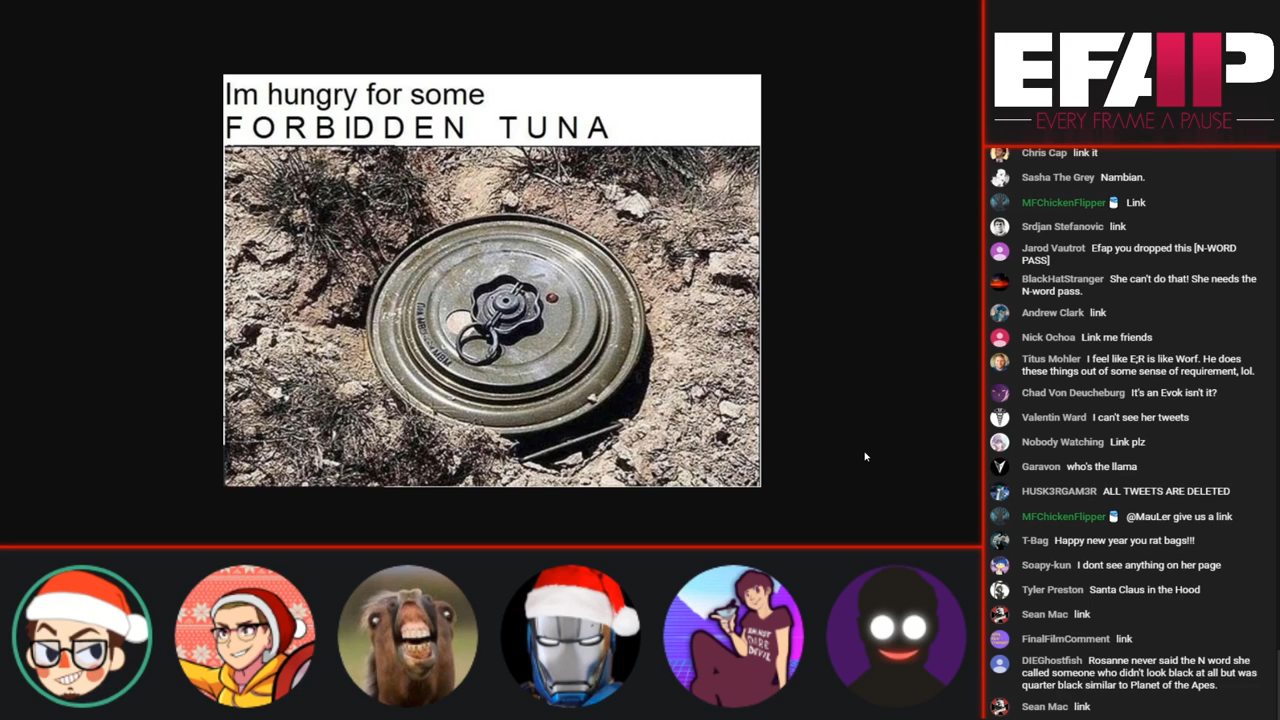 Im hungry for some
FORBIDDEN TUNA
EFAP
EVERY FRAME A PAUSE
Chris Cap link it
Sasha The Grey Nambian.
MFChickenFlipper Link
Srdjan Stefanovic link
Jarod Vautrot Efap you dropped this [N-WORD
PASS]
BlackHatStranger She can't do that! She needs the
N-word pass.
Andrew Clark link
Nick Ochoa Link me friends
Titus Mohler I feel like E;R is like Worf. He does
these things out of some sense of requirement, lol.
Chad Von Deucheburg It's an Evok isn't it?
Valentin Ward I can't see her tweets
Nobody Watching Link plz
Garavon who's the llama
HUSK3RGAM3R ALL TWEETS ARE DELETED
MFChickenFlipper @MauLer give us a link
T-Bag Happy new year you rat bags!!!
Soapy-kun I dont see anything on her page
Tyler Preston Santa Claus in the Hood
Sean Mac link
FinalFilmComment link
DIEGhostfish Rosanne never said the N word she
called someone who didn't look black at all but was
quarter black similar to Planet of the Apes.
Sean Mac link